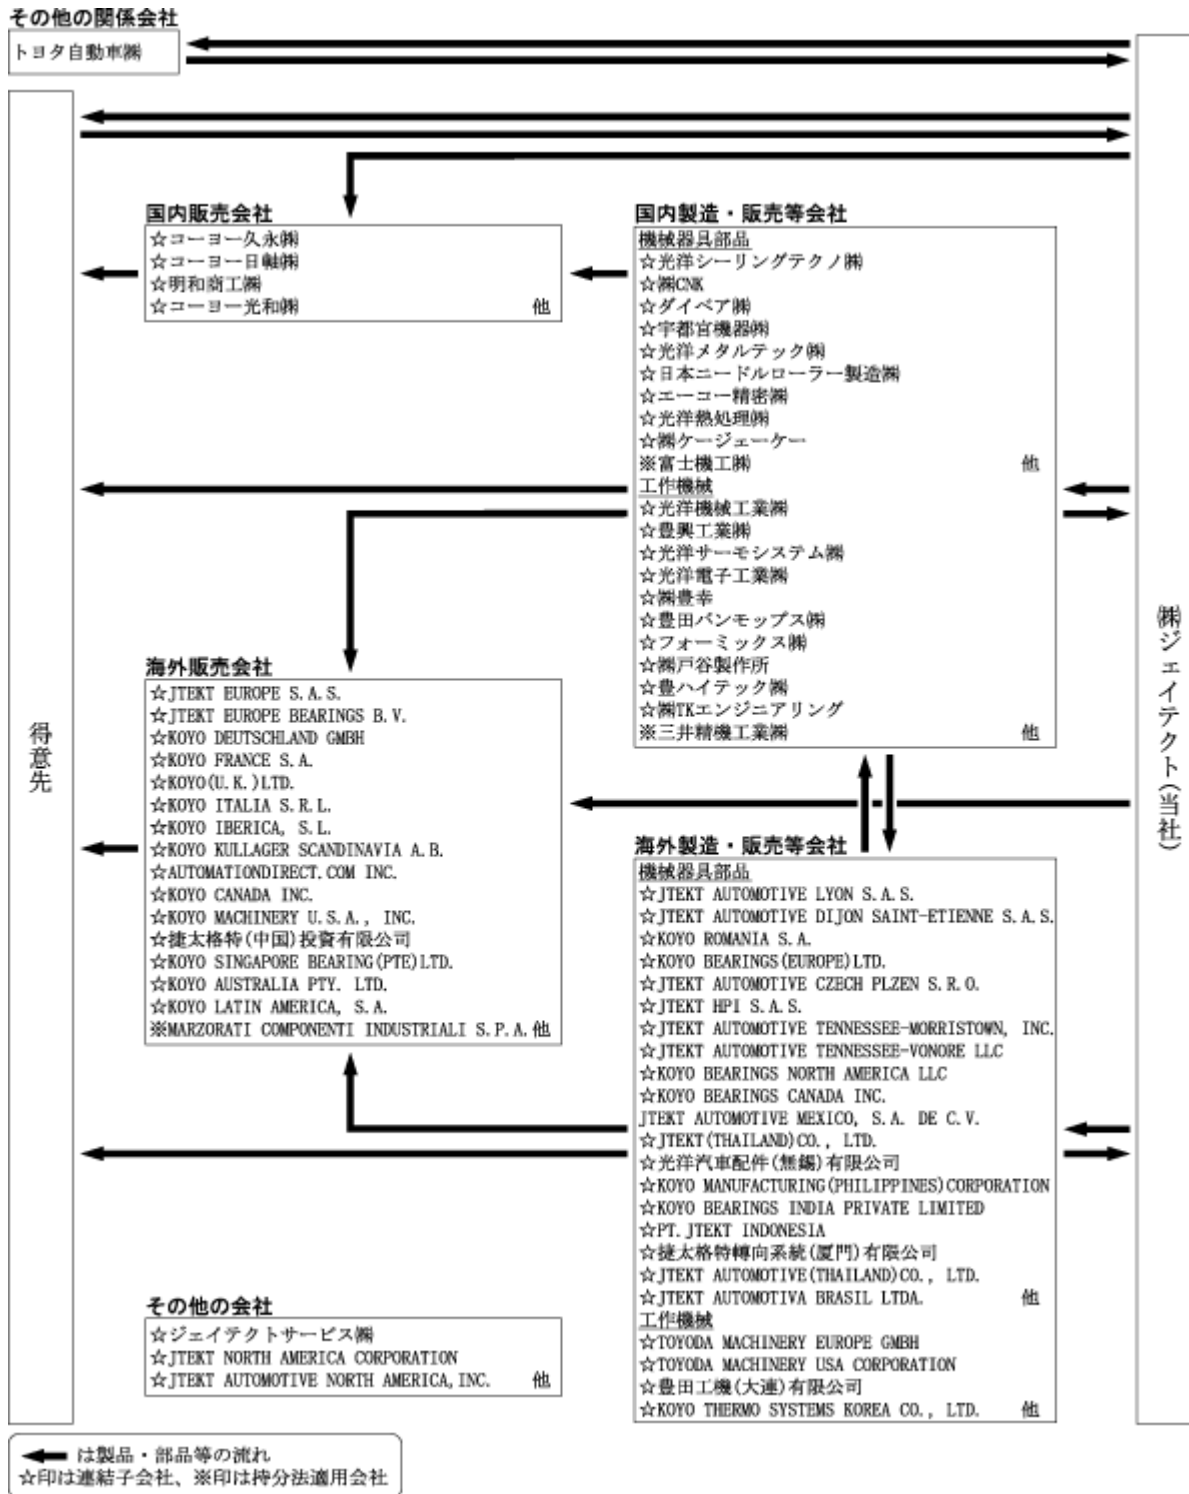 その他の関係会社
トヨタ自動車㈱
得意先
国内販売会社
☆コーヨー久永㈱
☆コーヨー日軸㈱
☆明和商工㈱
☆コーヨー光和㈱ 他
国内製造・販売等会社
機械器具部品
☆光洋シーリングテクノ㈱
☆㈱CNK
☆ダイベア㈱
☆宇都宮機器㈱
☆光洋メタルテック㈱
☆日本ニードルローラー製造㈱
☆エーコー精密㈱
☆光洋熱処理㈱
☆㈱ケージェーケー
※富士機工㈱ 他
工作機械
☆光洋機械工業㈱
☆豊興工業㈱
☆光洋サーモシステム㈱
☆光洋電子工業㈱
☆㈱豊幸
☆豊田バンモップス㈱
☆フォーミックス㈱
☆㈱戸谷製作所
☆豊ハイテック㈱
☆㈱TKエンジニアリング
※三井精機工業㈱ 他
海外販売会社
☆JTEKT EUROPE S.A.S.
☆JTEKT EUROPE BEARINGS B.V.
☆KOYO DEUTSCHLAND GMBH
☆KOYO FRANCE S.A.
☆KOYO(U.K.)LTD.
☆KOYO ITALIA S.R.L.
☆KOYO IBERICA, S.L.
☆KOYO KULLAGER SCANDINAVIA A.B.
☆AUTOMATIONDIRECT.COM INC.
☆KOYO CANADA INC.
☆KOYO MACHINERY U.S.A., INC.
☆捷太格特(中国)投資有限公司
☆KOYO SINGAPORE BEARING(PTE)LTD.
☆KOYO AUSTRALIA PTY. LTD.
☆KOYO LATIN AMERICA, S.A.
※MARZORATI COMPONENTI INDUSTRIALI S.P.A.他
海外製造・販売等会社
機械器具部品
☆JTEKT AUTOMOTIVE LYON S.A.S.
☆JTEKT AUTOMOTIVE DIJON SAINT-ETIENNE S.A.S.
☆KOYO ROMANIA S.A.
☆KOYO BEARINGS(EUROPE)LTD.
☆JTEKT AUTOMOTIVE CZECH PLZEN S.R.O.
☆JTEKT HPI S.A.S.
☆JTEKT AUTOMOTIVE TENNESSEE-MORRISTOWN, INC.
☆JTEKT AUTOMOTIVE TENNESSEE-VONORE LLC
☆KOYO BEARINGS NORTH AMERICA LLC
☆KOYO BEARINGS CANADA INC.
JTEKT AUTOMOTIVE MEXICO, S.A. DE C.V.
☆JTEKT(THAILAND)CO., LTD.
☆光洋汽車配件(無錫)有限公司
☆KOYO MANUFACTURING(PHILIPPINES)CORPORATION
☆KOYO BEARINGS INDIA PRIVATE LIMITED
☆PT.JTEKT INDONESIA
☆捷太格特轉向系統(厦門)有限公司
☆JTEKT AUTOMOTIVE(THAILAND)CO., LTD.
☆JTEKT AUTOMOTIVA BRASIL LTDA. 他
工作機械
☆TOYODA MACHINERY EUROPE GMBH
☆TOYODA MACHINERY USA CORPORATION
☆豊田工機(大連)有限公司
☆KOYO THERMO SYSTEMS KOREA CO., LTD. 他
その他の会社
☆ジェイテクトサービス㈱
☆JTEKT NORTH AMERICA CORPORATION
☆JTEKT AUTOMOTIVE NORTH AMERICA,INC. 他
㈱ジェイテクト(当社)
は製品・部品等の流れ
☆印は連結子会社、※印は持分法適用会社